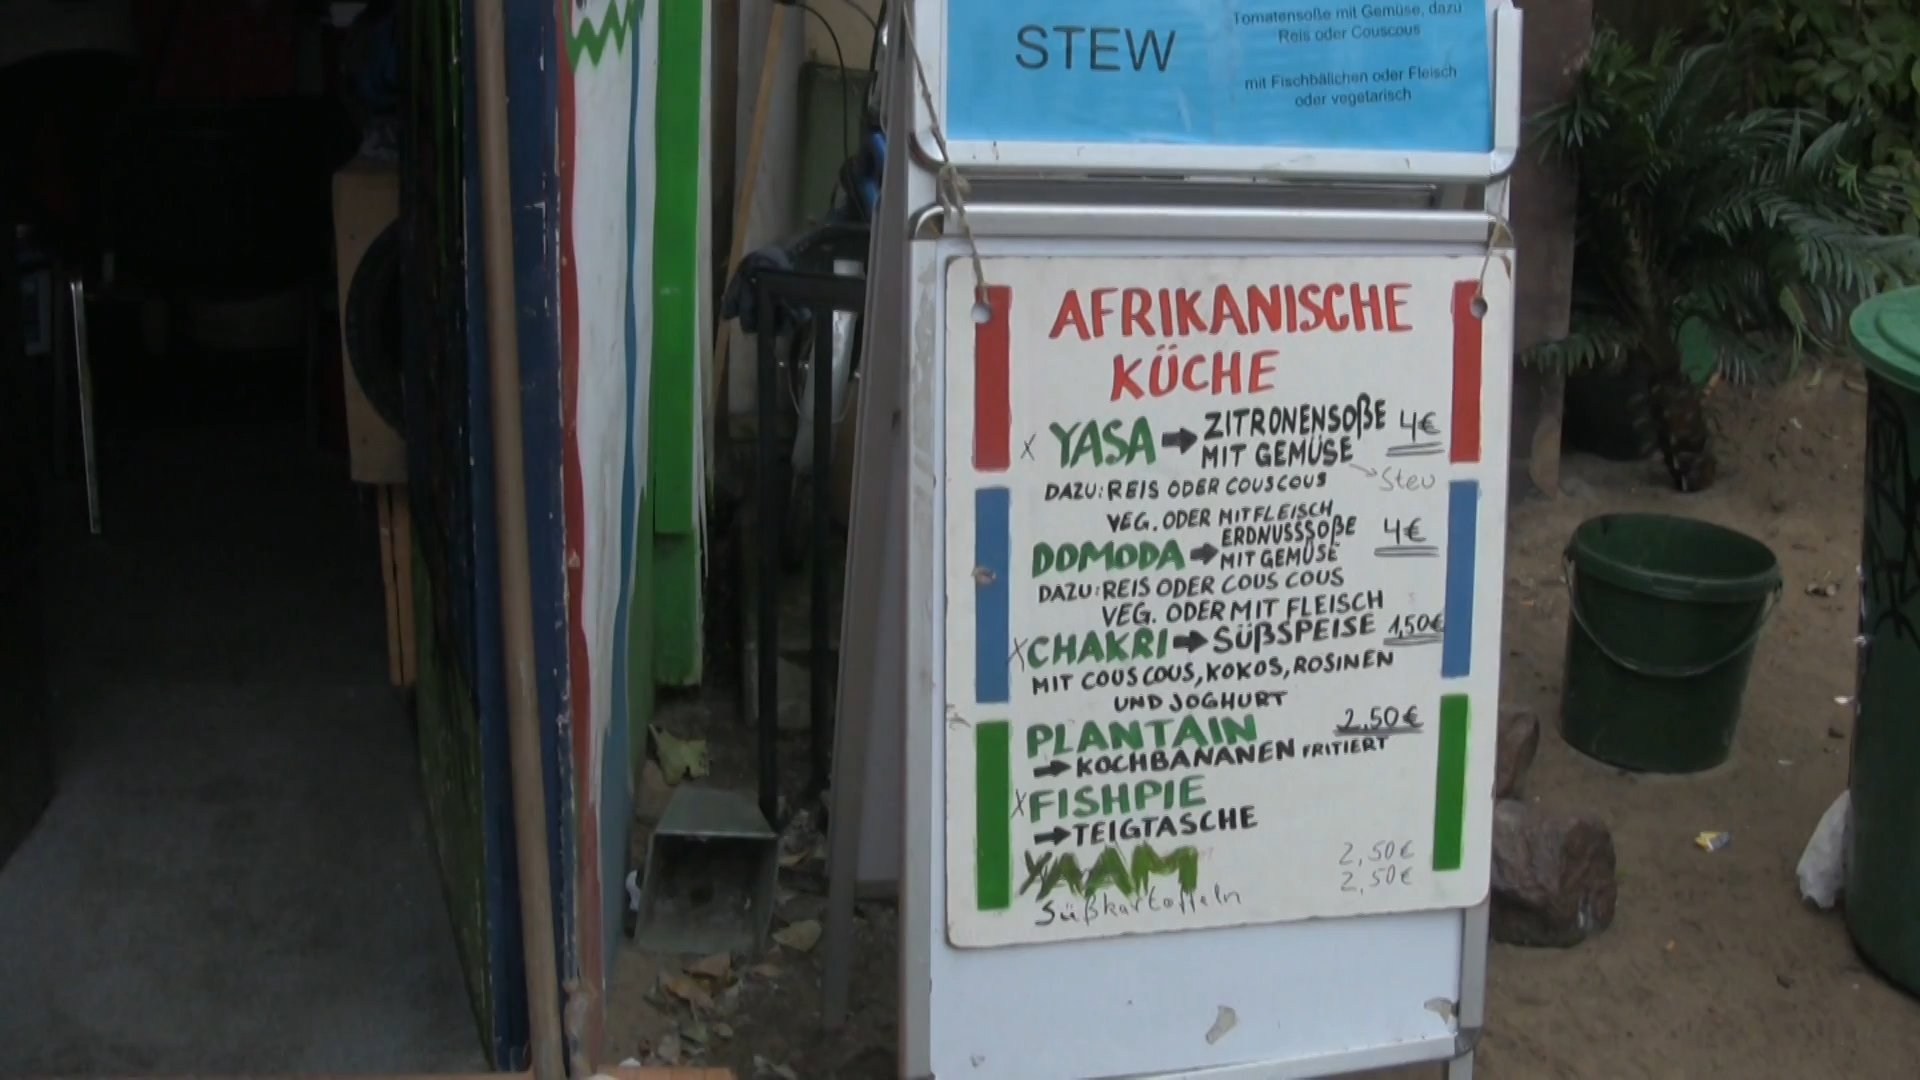 STEW
Tomatensoße mit Gemüse, dazu
Reis oder Couscous
mit Fischbällchen oder Fleisch
oder vegetarisch
AFRIKANISCHE
KÜCHE
x YASA → ZITRONENSOßE 4€
MIT GEMÜSE
→ Steu
DAZU: REIS ODER COUSCOUS
VEG. ODER MIT FLEISCH
DOMODA → ERDNUSSSOßE 4€
MIT GEMÜSE
DAZU: REIS ODER COUS COUS
VEG. ODER MIT FLEISCH
x CHAKRI → SÜßSPEISE 1,50€
MIT COUSCOUS, KOKOS, ROSINEN
UND JOGHURT
PLANTAIN 2,50€
→ KOCHBANANEN FRITIERT
x FISHPIE
→ TEIGTASCHE
YAAM 2,50€
Süßkartoffeln 2,50€